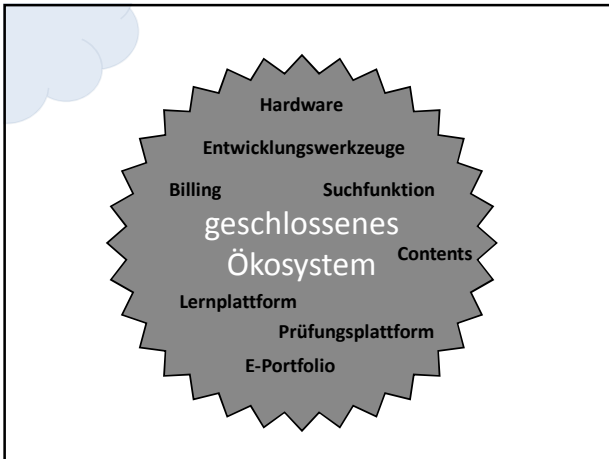 Hardware
Entwicklungswerkzeuge
Billing Suchfunktion
geschlossenes
Ökosystem
Contents
Lernplattform
Prüfungsplattform
E-Portfolio